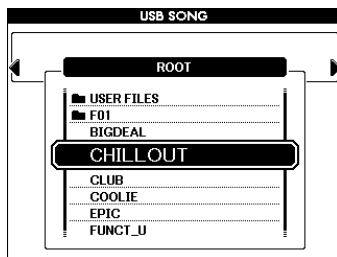 USB SONG
ROOT
USER FILES
F01
BIGDEAL
CHILLOUT
CLUB
COOLIE
EPIC
FUNCT_U